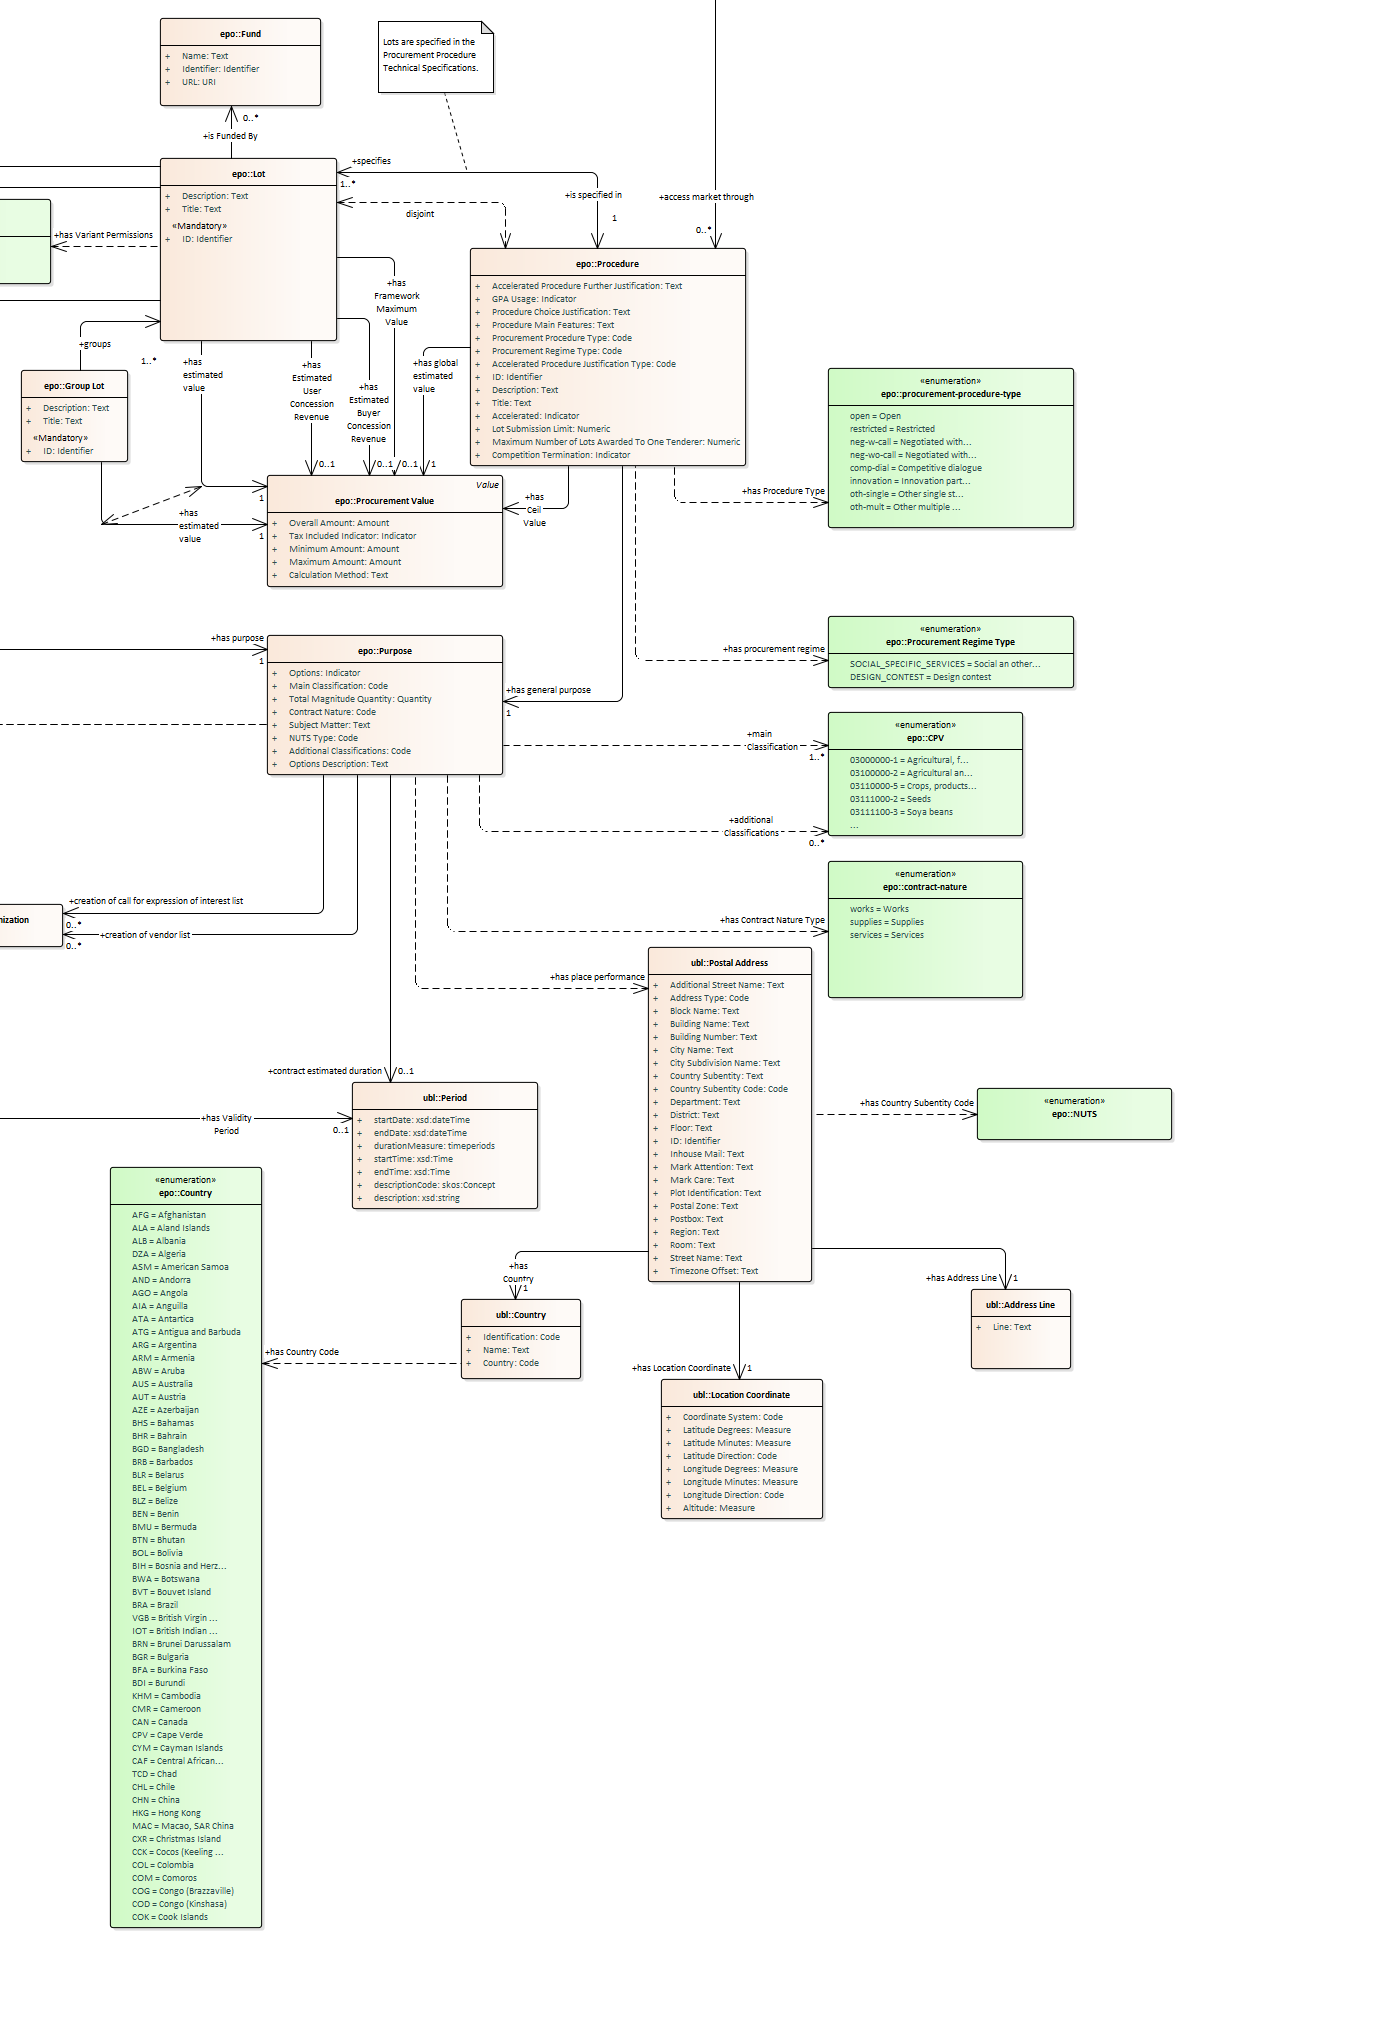 epo::Fund
+ Name: Text
+ Identifier: Identifier
+ URL: URI
Lots are specified in the
Procurement Procedure
Technical Specifications.
0..*
+is Funded By
epo::Lot
+ Description: Text
+ Title: Text
«Mandatory»
+ ID: Identifier
+specifies
1..*
disjoint
+is specified in
1
+access market through
0..*
+has Variant Permissions
+has
Framework
Maximum
Value
epo::Procedure
+ Accelerated Procedure Further Justification: Text
+ GPA Usage: Indicator
+ Procedure Choice Justification: Text
+ Procedure Main Features: Text
+ Procurement Procedure Type: Code
+ Procurement Regime Type: Code
+ Accelerated Procedure Justification Type: Code
+ ID: Identifier
+ Description: Text
+ Title: Text
+ Accelerated: Indicator
+ Lot Submission Limit: Numeric
+ Maximum Number of Lots Awarded To One Tenderer: Numeric
+ Competition Termination: Indicator
+groups
1..*
+has
estimated
value
+has
Estimated
User
Concession
Revenue
+has
Estimated
Buyer
Concession
Revenue
+has global
estimated
value
epo::Group Lot
+ Description: Text
+ Title: Text
«Mandatory»
+ ID: Identifier
0..1
0..1
0..1
1
«enumeration»
epo::procurement-procedure-type
open = Open
restricted = Restricted
neg-w-call = Negotiated with...
neg-wo-call = Negotiated with...
comp-dial = Competitive dialogue
innovation = Innovation part...
oth-single = Other single st...
oth-mult = Other multiple ...
+has Procedure Type
1
+has
estimated
value
1
Value
epo::Procurement Value
+ Overall Amount: Amount
+ Tax Included Indicator: Indicator
+ Minimum Amount: Amount
+ Maximum Amount: Amount
+ Calculation Method: Text
+has
Ceil
Value
«enumeration»
epo::Procurement Regime Type
SOCIAL_SPECIFIC_SERVICES = Social an other...
DESIGN_CONTEST = Design contest
+has procurement regime
+has purpose
1
epo::Purpose
+ Options: Indicator
+ Main Classification: Code
+ Total Magnitude Quantity: Quantity
+ Contract Nature: Code
+ Subject Matter: Text
+ NUTS Type: Code
+ Additional Classifications: Code
+ Options Description: Text
+has general purpose
1
+main
Classification
1..*
«enumeration»
epo::CPV
03000000-1 = Agricultural, f...
03100000-2 = Agricultural an...
03110000-5 = Crops, products...
03111000-2 = Seeds
03111100-3 = Soya beans
...
+additional
Classifications
0..*
«enumeration»
epo::contract-nature
works = Works
supplies = Supplies
services = Services
+has Contract Nature Type
+creation of call for expression of interest list
0..*
nization
+creation of vendor list
0..*
+has place performance
ubl::Postal Address
+ Additional Street Name: Text
+ Address Type: Code
+ Block Name: Text
+ Building Name: Text
+ Building Number: Text
+ City Name: Text
+ City Subdivision Name: Text
+ Country Subentity: Text
+ Country Subentity Code: Code
+ Department: Text
+ District: Text
+ Floor: Text
+ ID: Identifier
+ Inhouse Mail: Text
+ Mark Attention: Text
+ Mark Care: Text
+ Plot Identification: Text
+ Postal Zone: Text
+ Postbox: Text
+ Region: Text
+ Room: Text
+ Street Name: Text
+ Timezone Offset: Text
+contract estimated duration
0..1
ubl::Period
+ startDate: xsd:dateTime
+ endDate: xsd:dateTime
+ durationMeasure: timeperiods
+ startTime: xsd:Time
+ endTime: xsd:Time
+ descriptionCode: skos:Concept
+ description: xsd:string
+has Validity
Period
0..1
+has Country Subentity Code
«enumeration»
epo::NUTS
«enumeration»
epo::Country
AFG = Afghanistan
ALA = Aland Islands
ALB = Albania
DZA = Algeria
ASM = American Samoa
AND = Andorra
AGO = Angola
AIA = Anguilla
ATA = Antartica
ATG = Antigua and Barbuda
ARG = Argentina
ARM = Armenia
ABW = Aruba
AUS = Australia
AUT = Austria
AZE = Azerbaijan
BHS = Bahamas
BHR = Bahrain
BGD = Bangladesh
BRB = Barbados
BLR = Belarus
BEL = Belgium
BLZ = Belize
BEN = Benin
BMU = Bermuda
BTN = Bhutan
BOL = Bolivia
BIH = Bosnia and Herz...
BWA = Botswana
BVT = Bouvet Island
BRA = Brazil
VGB = British Virgin ...
IOT = British Indian ...
BRN = Brunei Darussalam
BGR = Bulgaria
BFA = Burkina Faso
BDI = Burundi
KHM = Cambodia
CMR = Cameroon
CAN = Canada
CPV = Cape Verde
CYM = Cayman Islands
CAF = Central African...
TCD = Chad
CHL = Chile
CHN = China
HKG = Hong Kong
MAC = Macao, SAR China
CXR = Christmas Island
CCK = Cocos (Keeling ...
COL = Colombia
COM = Comoros
COG = Congo (Brazzaville)
COD = Congo (Kinshasa)
COK = Cook Islands
+has
Country
1
ubl::Country
+ Identification: Code
+ Name: Text
+ Country: Code
+has Country Code
+has Address Line
1
ubl::Address Line
+ Line: Text
+has Location Coordinate
1
ubl::Location Coordinate
+ Coordinate System: Code
+ Latitude Degrees: Measure
+ Latitude Minutes: Measure
+ Latitude Direction: Code
+ Longitude Degrees: Measure
+ Longitude Minutes: Measure
+ Longitude Direction: Code
+ Altitude: Measure